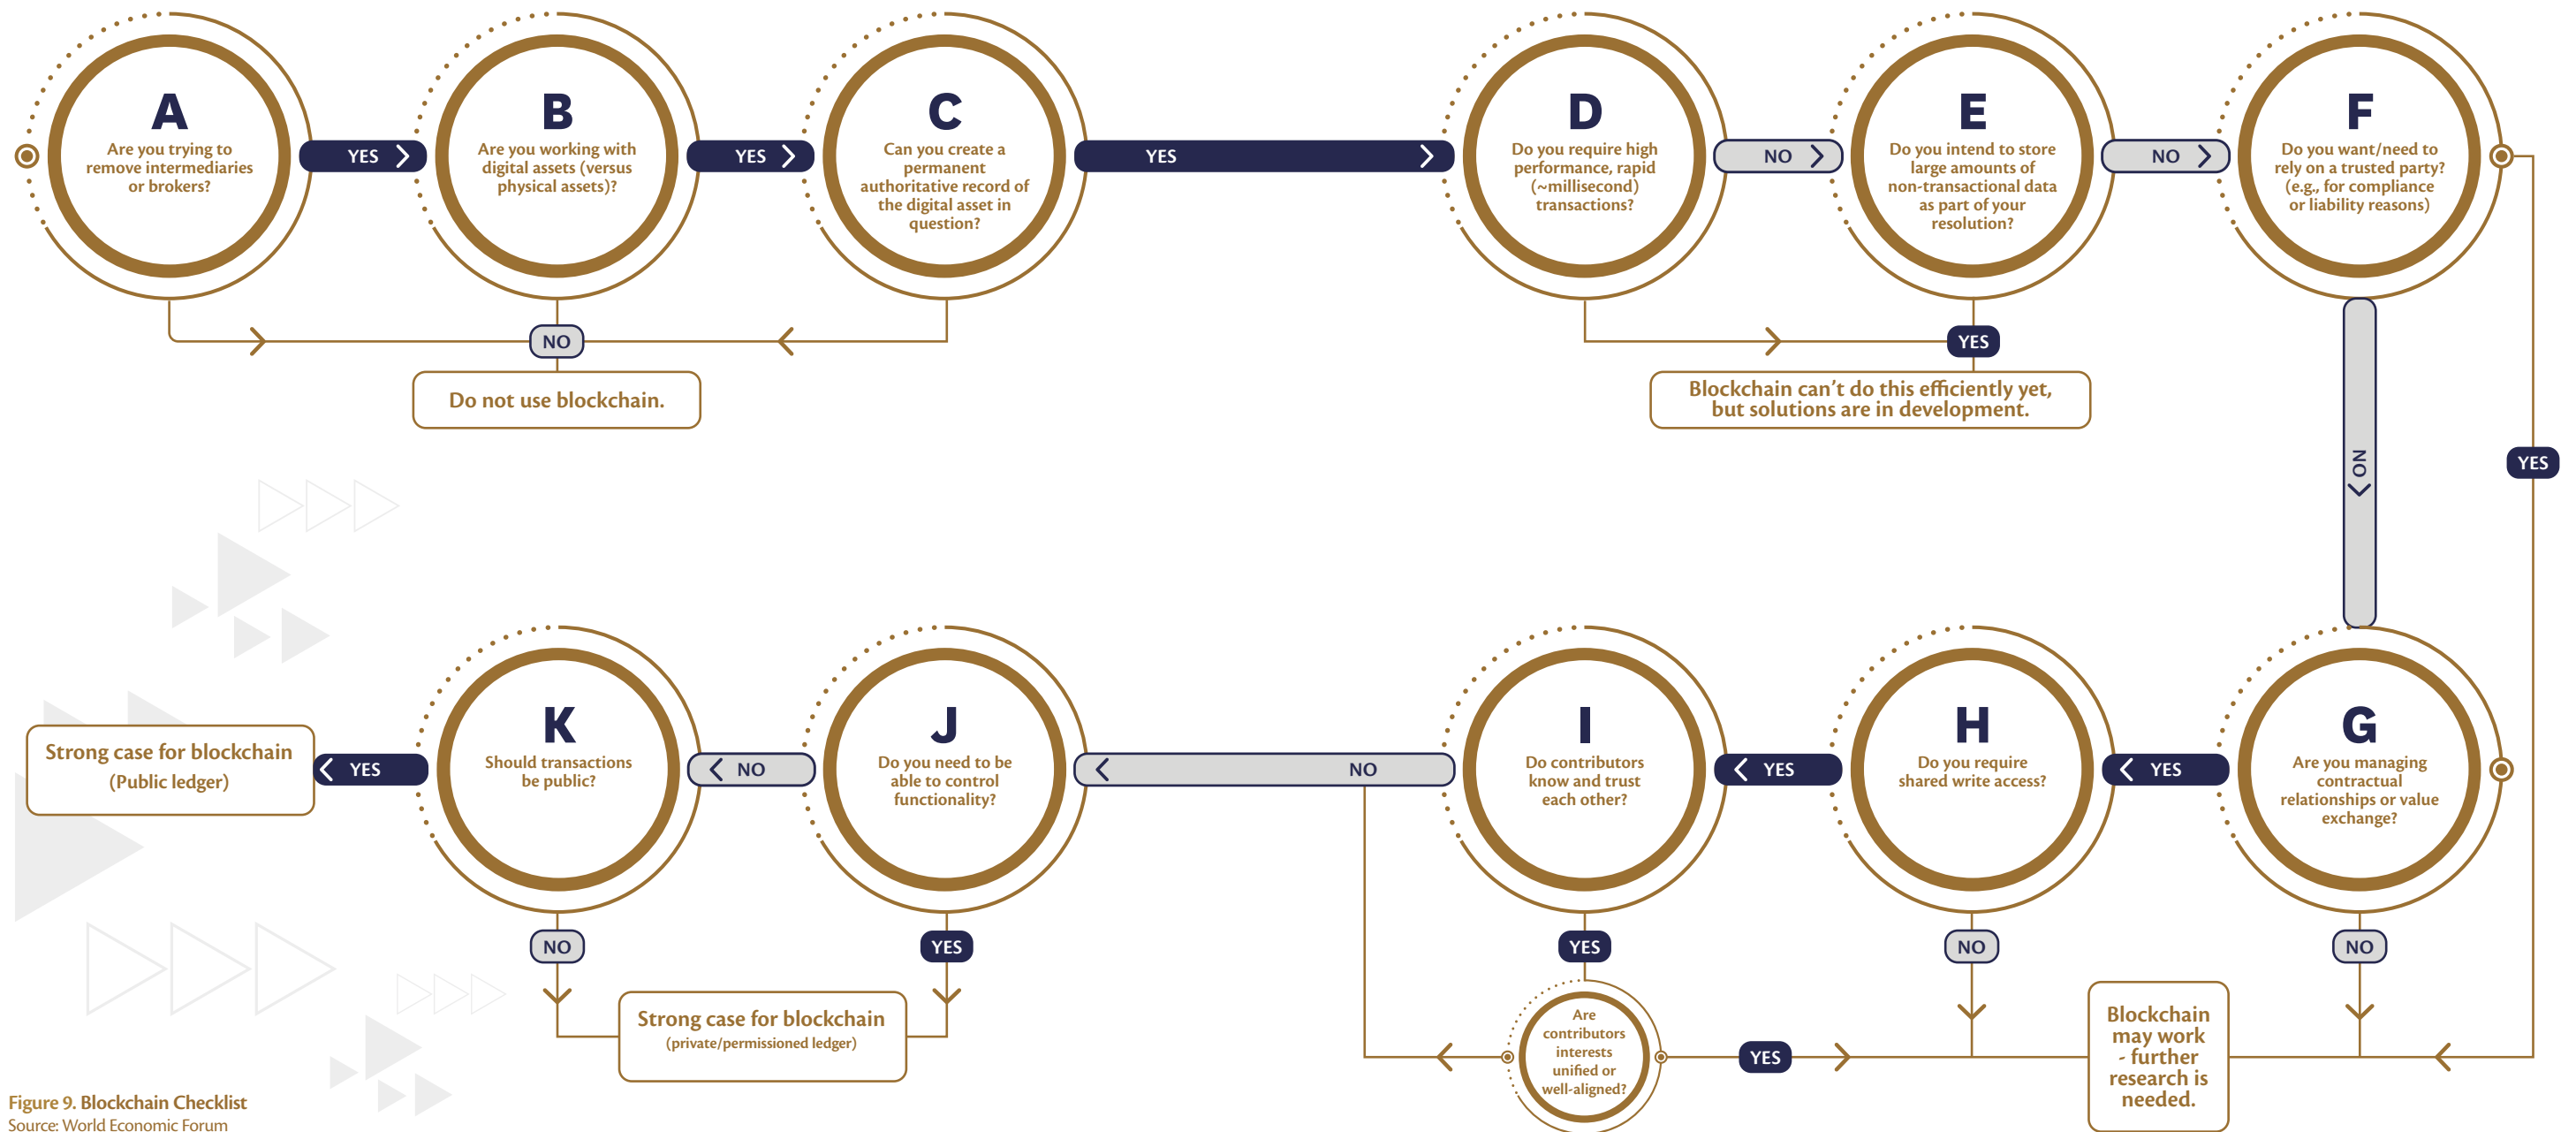 A
Are you trying to
remove intermediaries
or brokers?
YES
B
Are you working with
digital assets (versus
physical assets)?
YES
C
Can you create a
permanent
authoritative record of
the digital asset in
question?
YES
D
Do you require high
performance, rapid
(~millisecond)
transactions?
NO
E
Do you intend to store
large amounts of
non-transactional data
as part of your
resolution?
NO
F
Do you want/need to
rely on a trusted party?
(e.g., for compliance
or liability reasons)
NO
Do not use blockchain.
YES
Blockchain can’t do this efficiently yet,
but solutions are in development.
NO
YES
G
Are you managing
contractual
relationships or value
exchange?
YES
H
Do you require
shared write access?
YES
I
Do contributors
know and trust
each other?
NO
J
Do you need to be
able to control
functionality?
NO
K
Should transactions
be public?
YES
Strong case for blockchain
(Public ledger)
NO
YES
Strong case for blockchain
(private/permissioned ledger)
YES
Are
contributors
interests
unified or
well-aligned?
YES
NO
NO
Blockchain
may work
- further
research is
needed.
Figure 9. Blockchain Checklist
Source: World Economic Forum